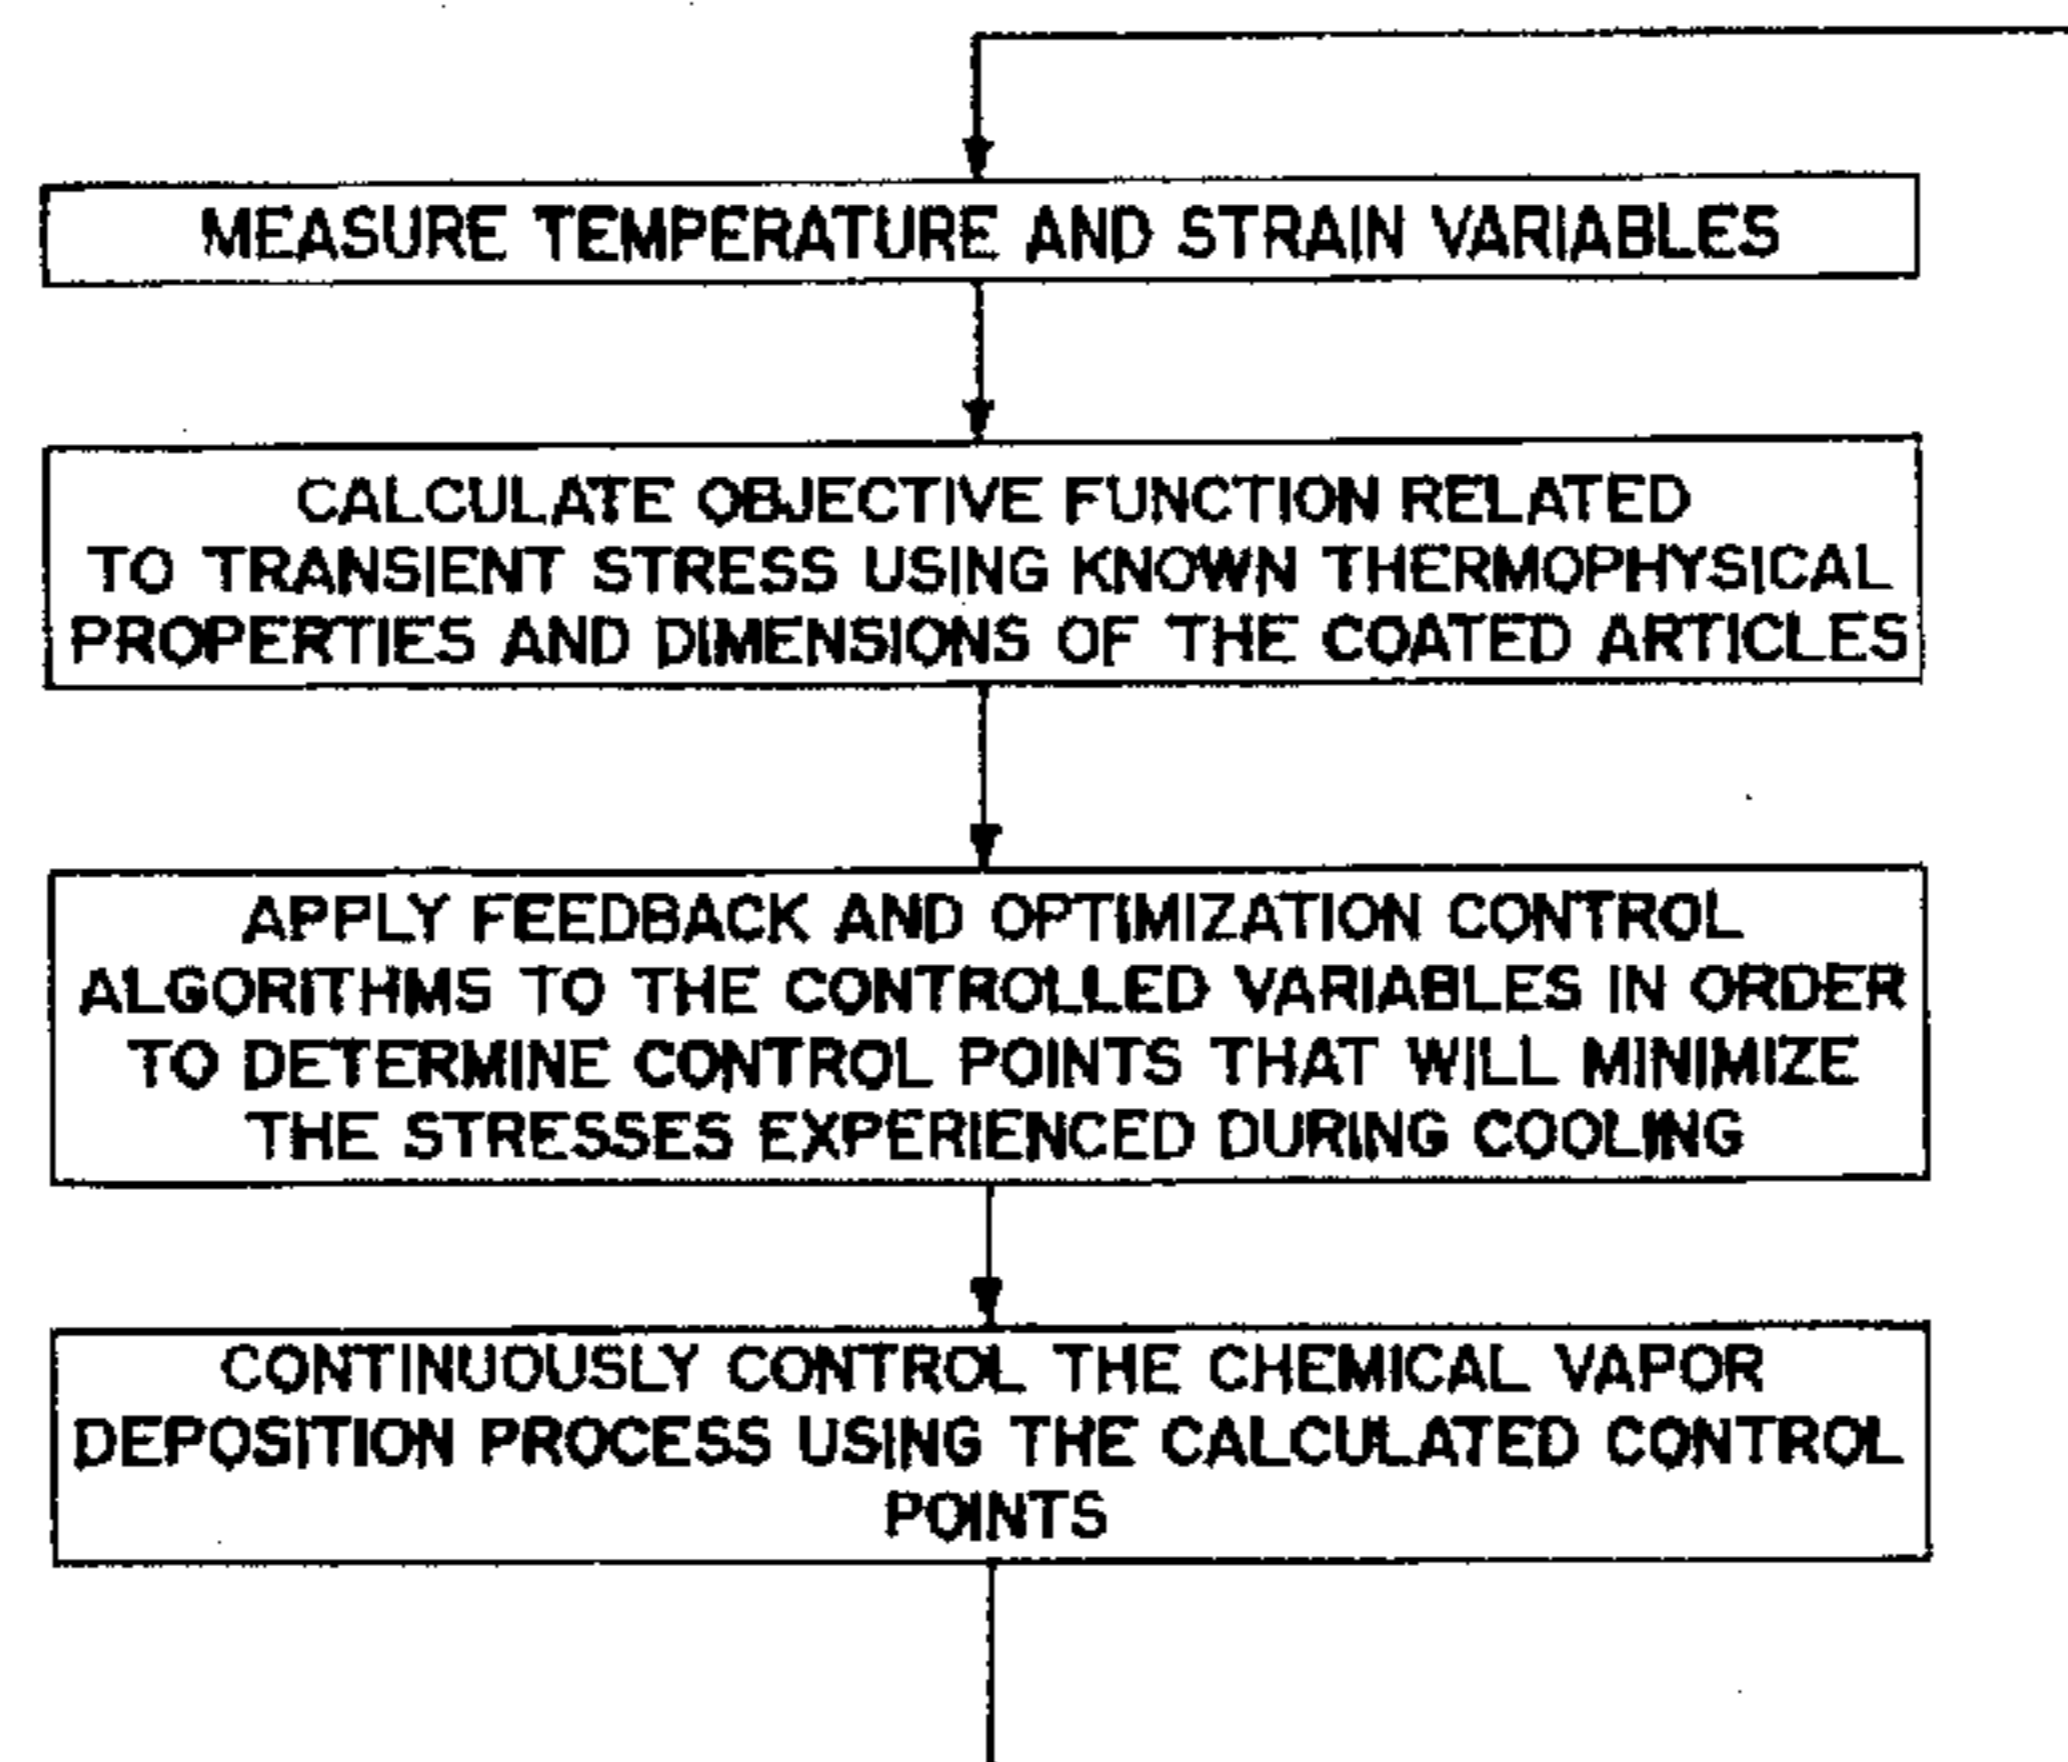 MEASURE TEMPERATURE AND STRAIN VARIABLES
CALCULATE OBJECTIVE FUNCTION RELATED
TO TRANSIENT STRESS USING KNOWN THERMOPHYSICAL
PROPERTIES AND DIMENSIONS OF THE COATED ARTICLES
APPLY FEEDBACK AND OPTIMIZATION CONTROL
ALGORITHMS TO THE CONTROLLED VARIABLES IN ORDER
TO DETERMINE CONTROL POINTS THAT WILL MINIMIZE
THE STRESSES EXPERIENCED DURING COOLING
CONTINUOUSLY CONTROL THE CHEMICAL VAPOR
DEPOSITION PROCESS USING THE CALCULATED CONTROL
POINTS